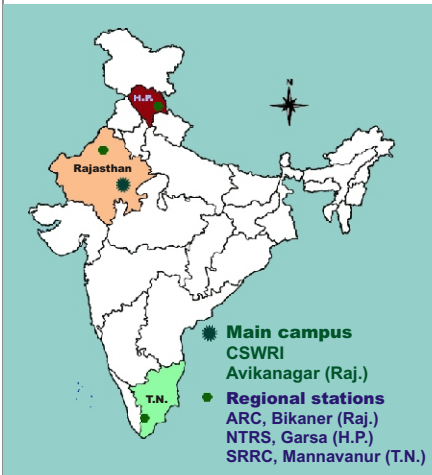 N
H.P.
Rajasthan
T.N.
Main campus
CSWRI
Avikanagar (Raj.)
Regional stations
ARC, Bikaner (Raj.)
NTRS, Garsa (H.P.)
SRRC, Mannavanur (T.N.)